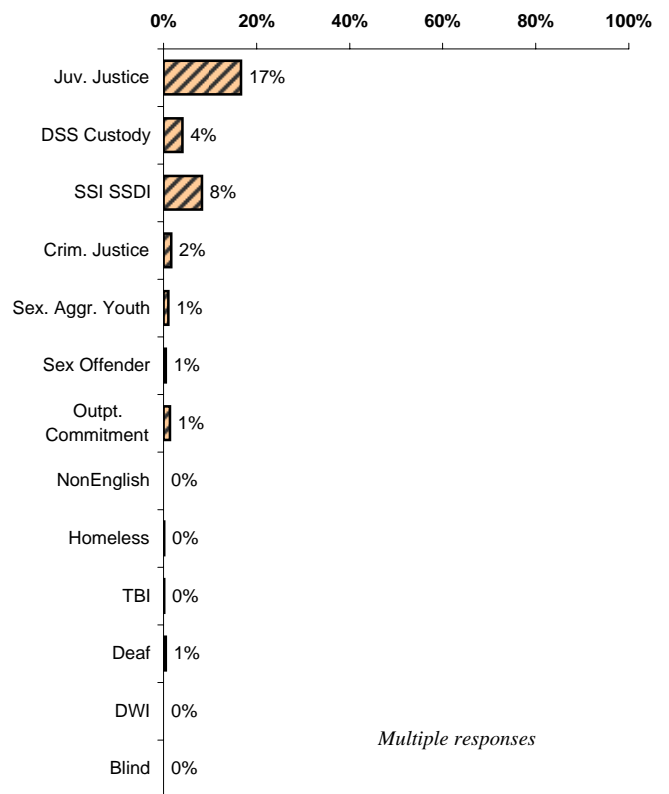 0% 20% 40% 60% 80% 100%
Juv. Justice 17%
DSS Custody 4%
SSI SSDI 8%
Crim. Justice 2%
Sex. Aggr. Youth 1%
Sex Offender 1%
Outpt.
Commitment 1%
NonEnglish 0%
Homeless 0%
TBI 0%
Deaf 1%
DWI 0%
Multiple responses
Blind 0%